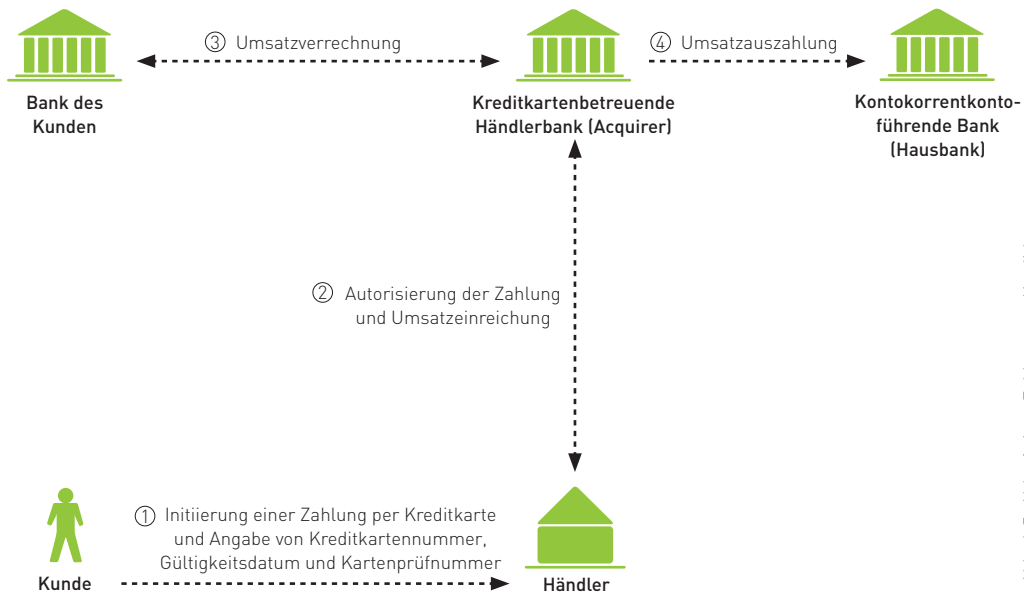 ③ Umsatzverrechnung
④ Umsatzauszahlung
Bank des
Kunden
Kreditkartenbetreuende
Händlerbank (Acquirer)
Kontokorrentkonto-
führende Bank
(Hausbank)
② Autorisierung der Zahlung
und Umsatzeinreichung
① Initiierung einer Zahlung per Kreditkarte
und Angabe von Kreditkartennummer,
Gültigkeitsdatum und Kartenprüfnummer
Kunde
Händler